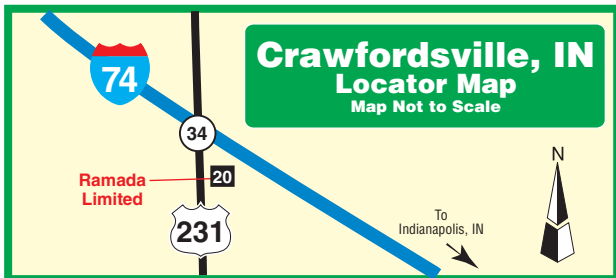 Crawfordsville, IN
Locator Map
Map Not to Scale
74
34
Ramada
Limited
20
231
To
Indianapolis, IN
N